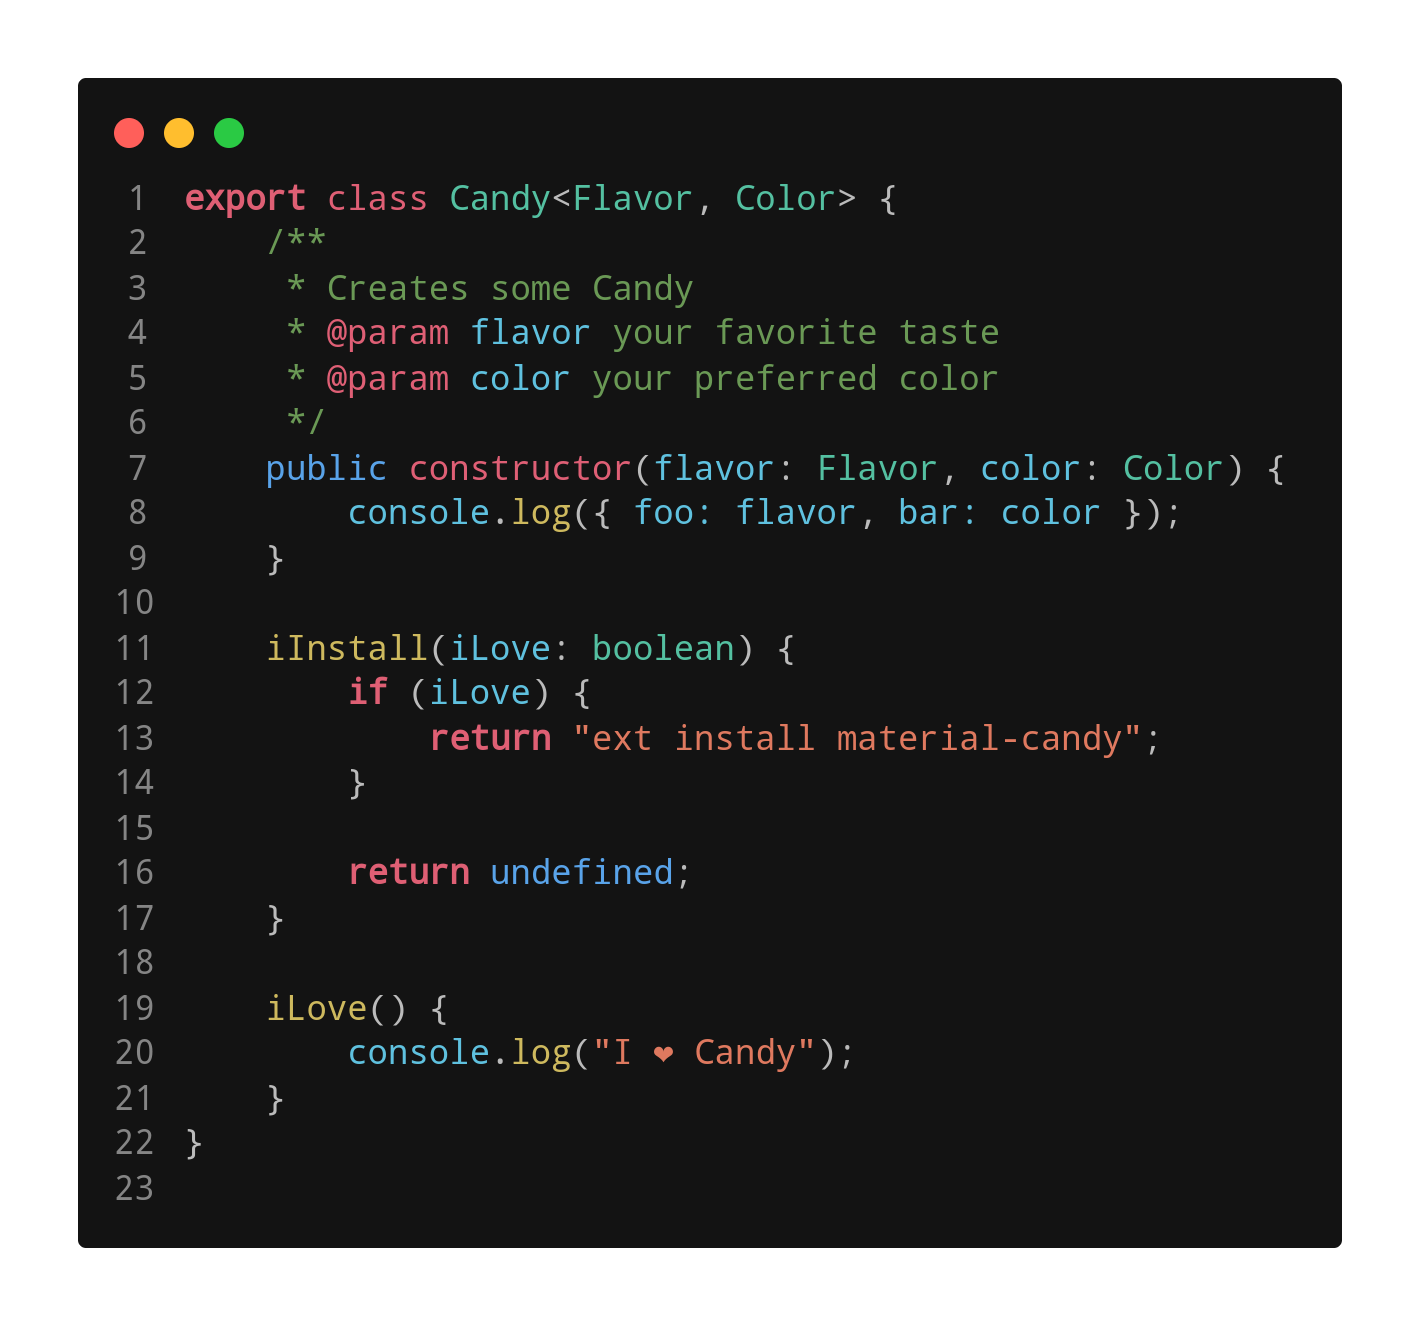 1 export class Candy<Flavor, Color> {
2     /**
3      * Creates some Candy
4      * @param flavor your favorite taste
5      * @param color your preferred color
6      */
7     public constructor(flavor: Flavor, color: Color) {
8         console.log({ foo: flavor, bar: color });
9     }
10
11     iInstall(iLove: boolean) {
12         if (iLove) {
13             return "ext install material-candy";
14         }
15
16         return undefined;
17     }
18
19     iLove() {
20         console.log("I ❤ Candy");
21     }
22 }
23